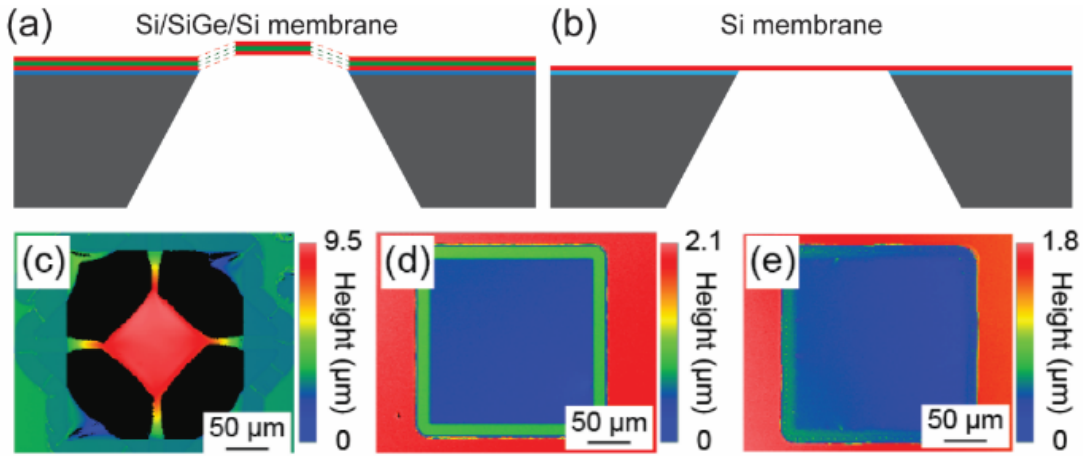 (a) Si/SiGe/Si membrane
(b) Si membrane
(c)
50 μm
9.5
Height (μm)
0
(d)
50 μm
2.1
Height (μm)
0
(e)
50 μm
1.8
Height (μm)
0